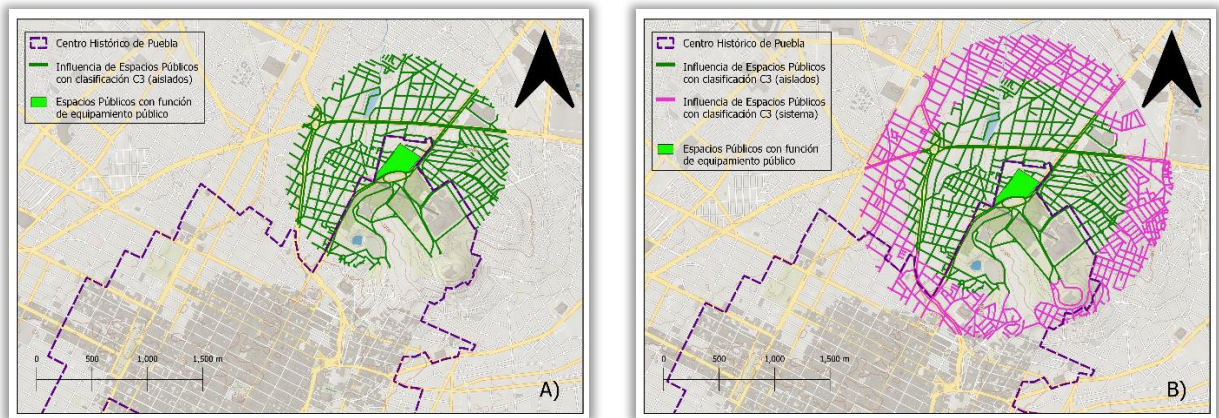 Centro Histórico de Puebla
Influencia de Espacios Públicos
con clasificación C3 (aislados)
Espacios Públicos con función
de equipamiento público
0 500 1,000 1,500 m
A)
Centro Histórico de Puebla
Influencia de Espacios Públicos
con clasificación C3 (aislados)
Influencia de Espacios Públicos
con clasificación C3 (sistema)
Espacios Públicos con función
de equipamiento público
0 500 1,000 1,500 m
B)